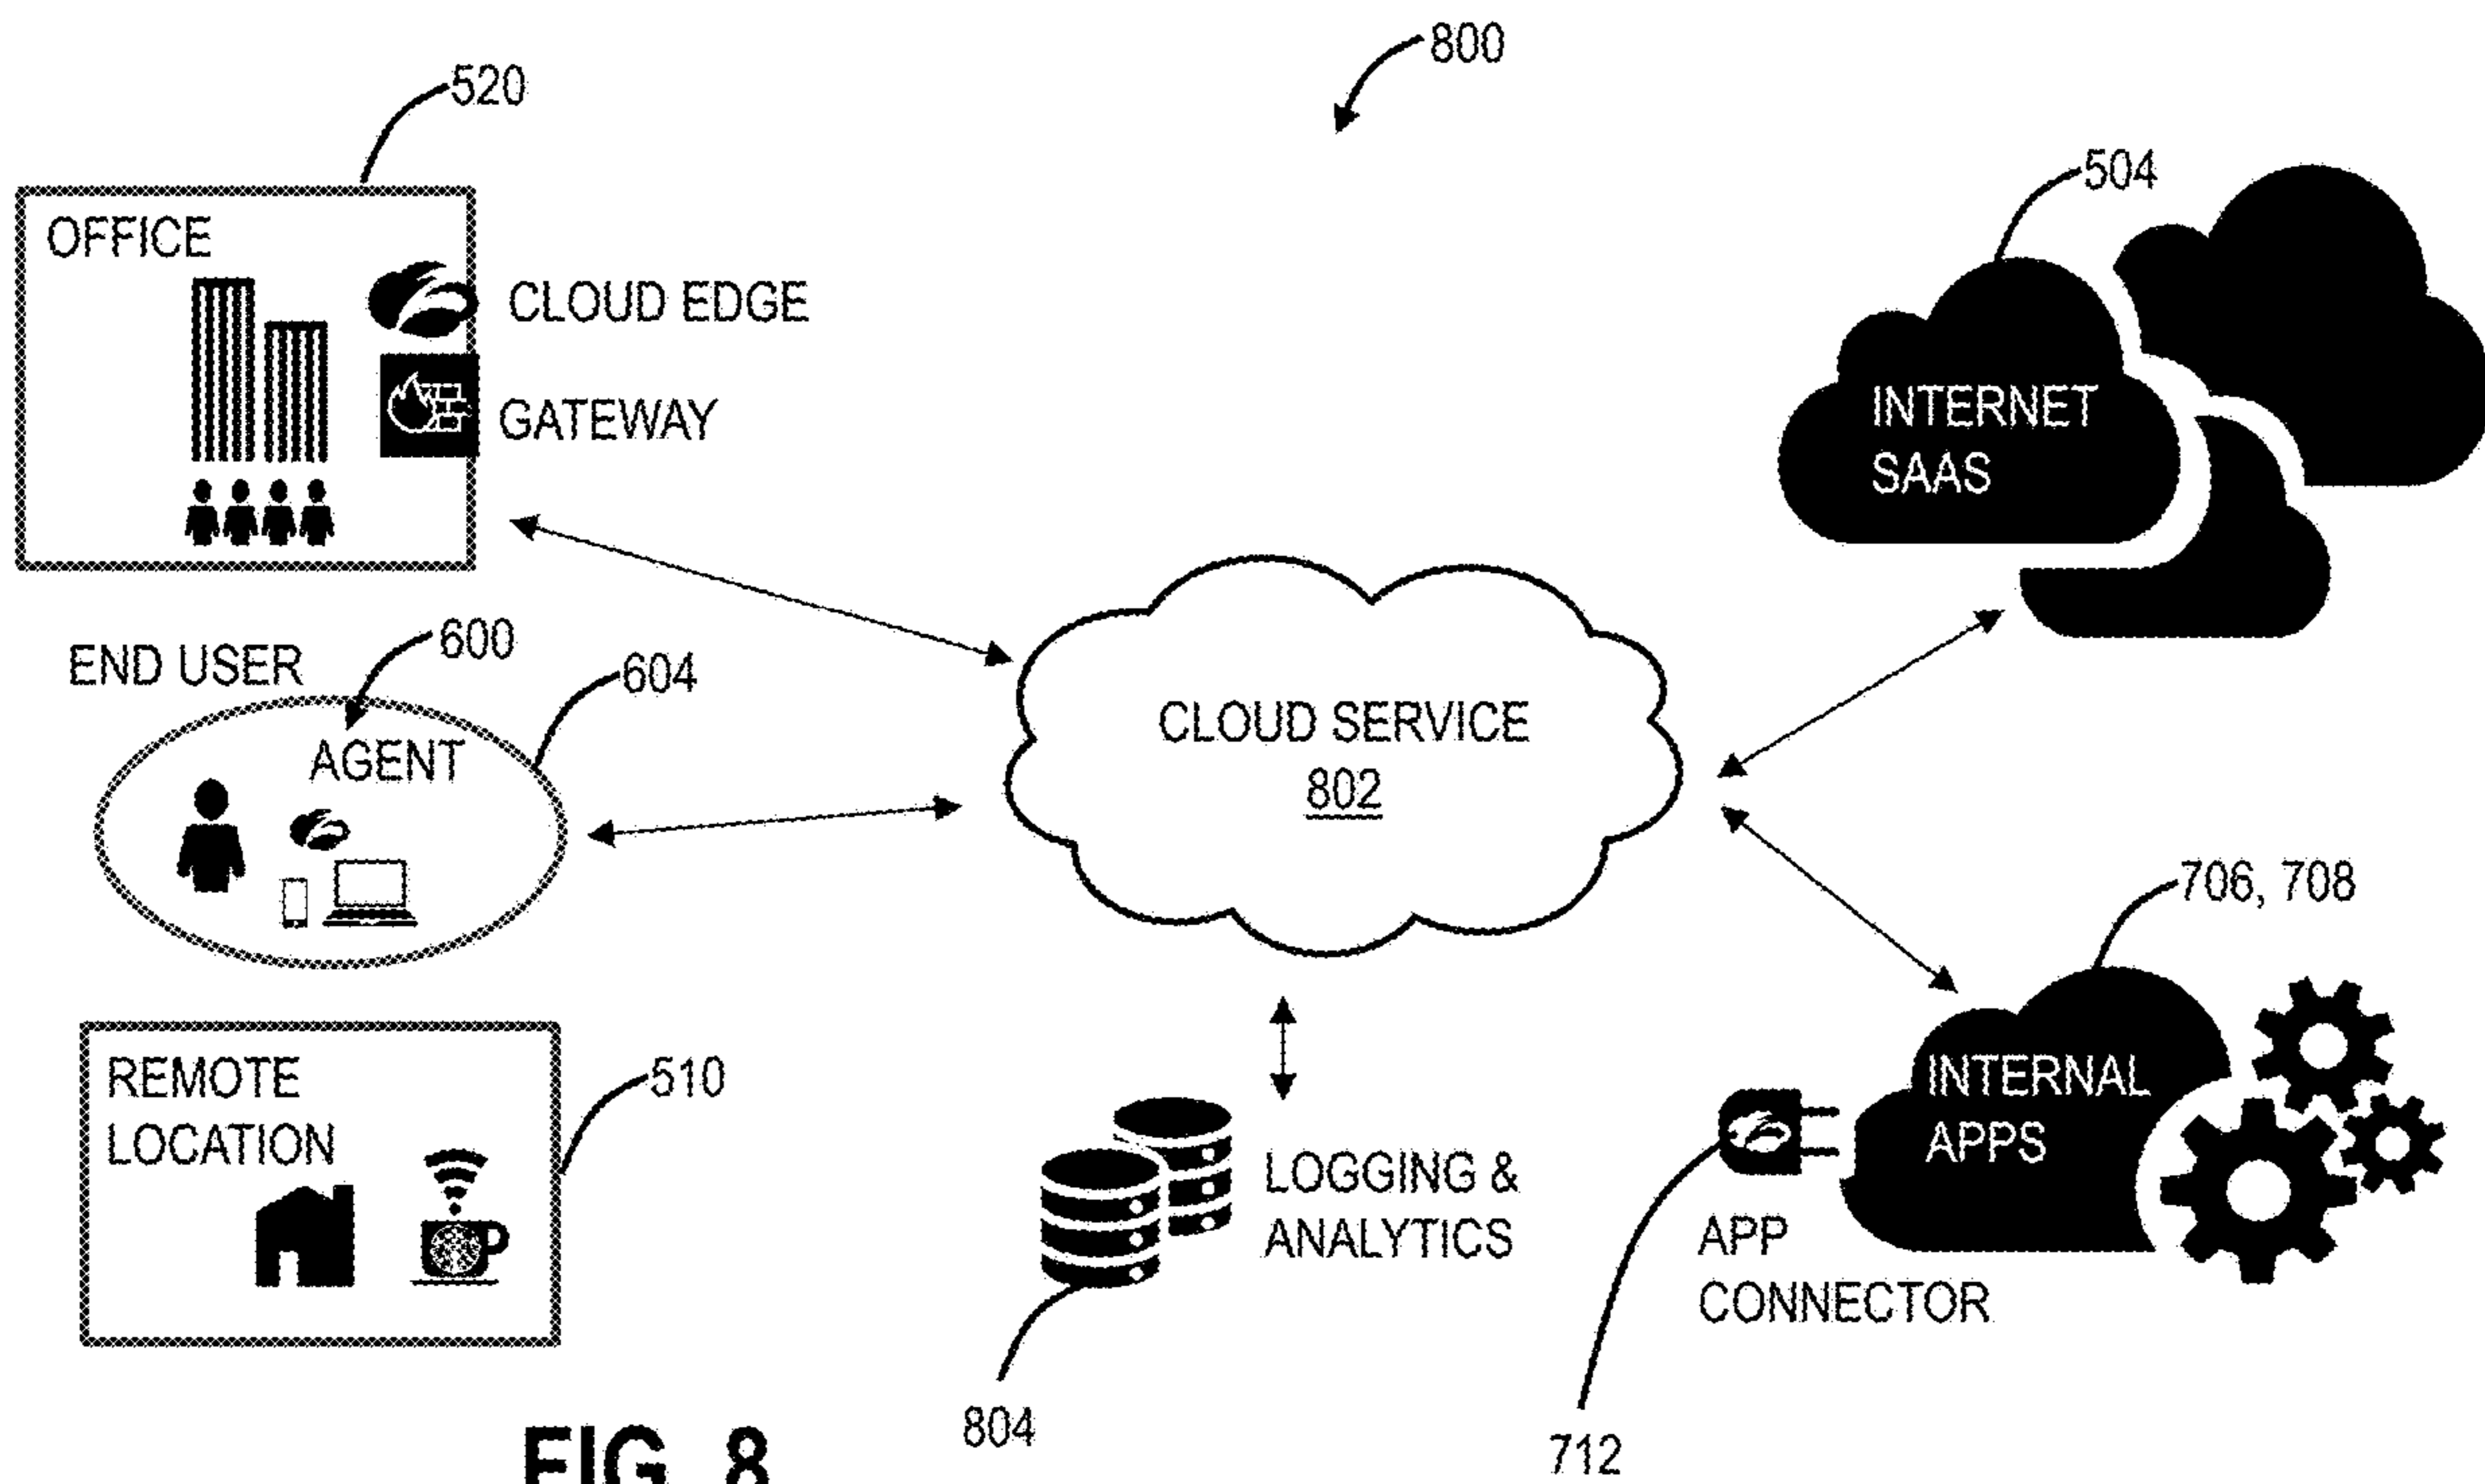 800
520
504
OFFICE
CLOUD EDGE
GATEWAY
INTERNET
SAAS
600
END USER
604
AGENT
CLOUD SERVICE
802
706, 708
REMOTE
LOCATION
510
INTERNAL
APPS
LOGGING &
ANALYTICS
APP
CONNECTOR
804
712
FIG. 8